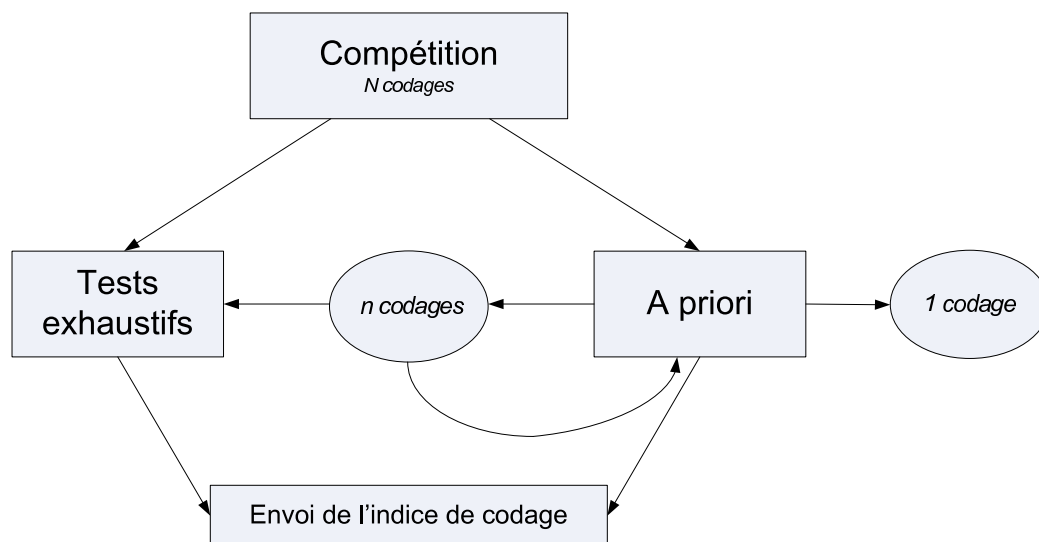 Compétition
N codages
Tests
exhaustifs
n codages
A priori
1 codage
Envoi de l'indice de codage